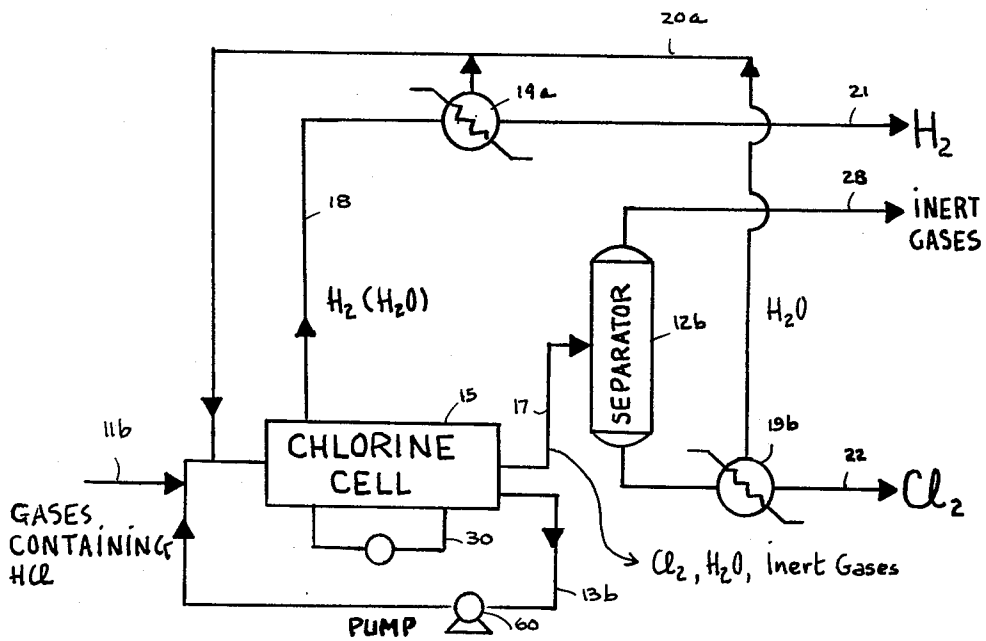 20a
19a
21
H₂
28
INERT
GASES
18
H₂(H₂O)
SEPARATOR
12b
H₂O
15
17
CHLORINE
CELL
11b
19b
22
Cl₂
GASES
CONTAINING
HCl
30
Cl₂, H₂O, inert Gases
13b
PUMP
60